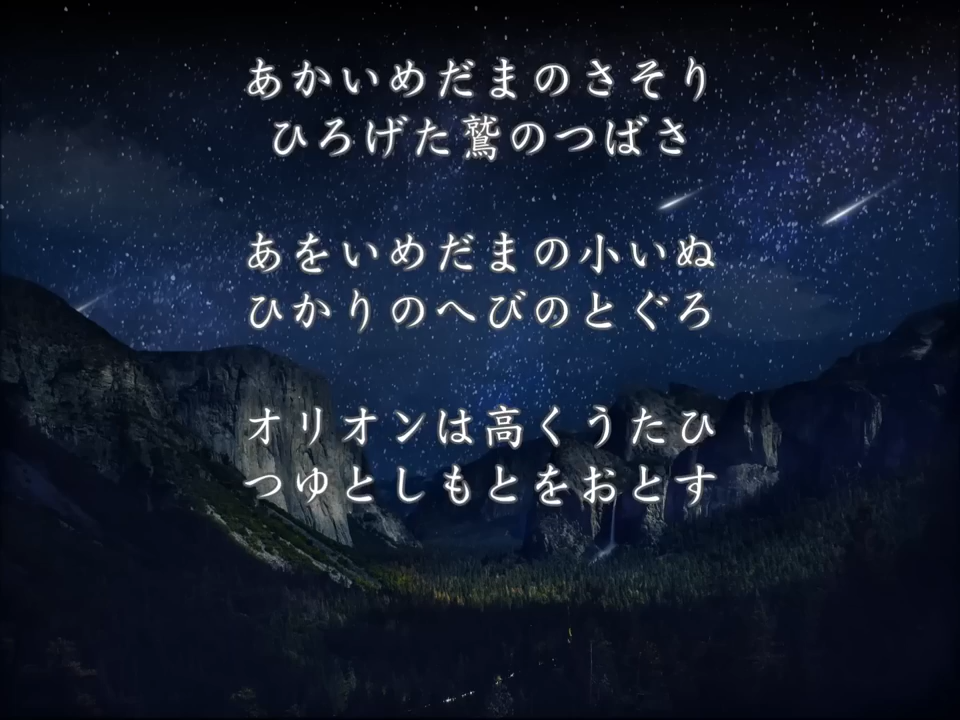 あかいめだまのさそり
ひろげた鷲のつばさ
あをいめだまの小いぬ
ひかりのへびのとぐろ
オリオンは高くうたひ
つゆとしもとをおとす